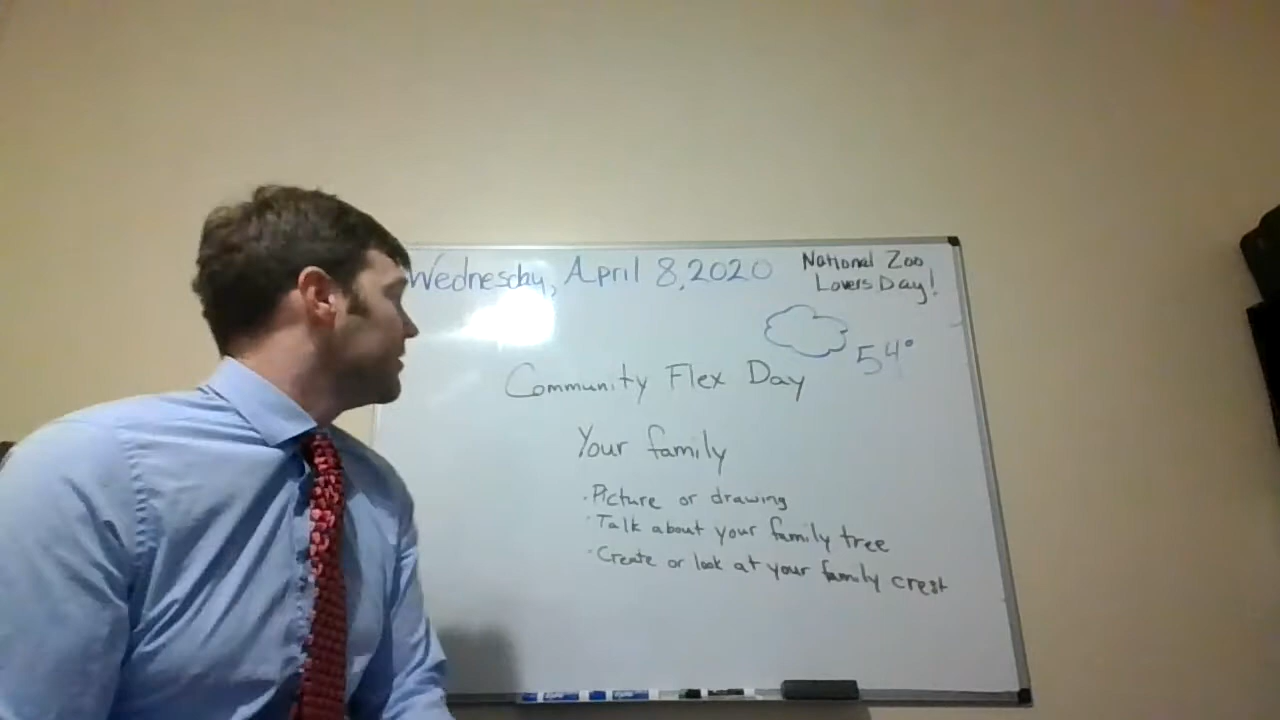 Wednesday, April 8, 2020
National Zoo
Lovers Day!
54°
Community Flex Day
Your family
·Picture or drawing
·Talk about your family tree
·Create or look at your family crest